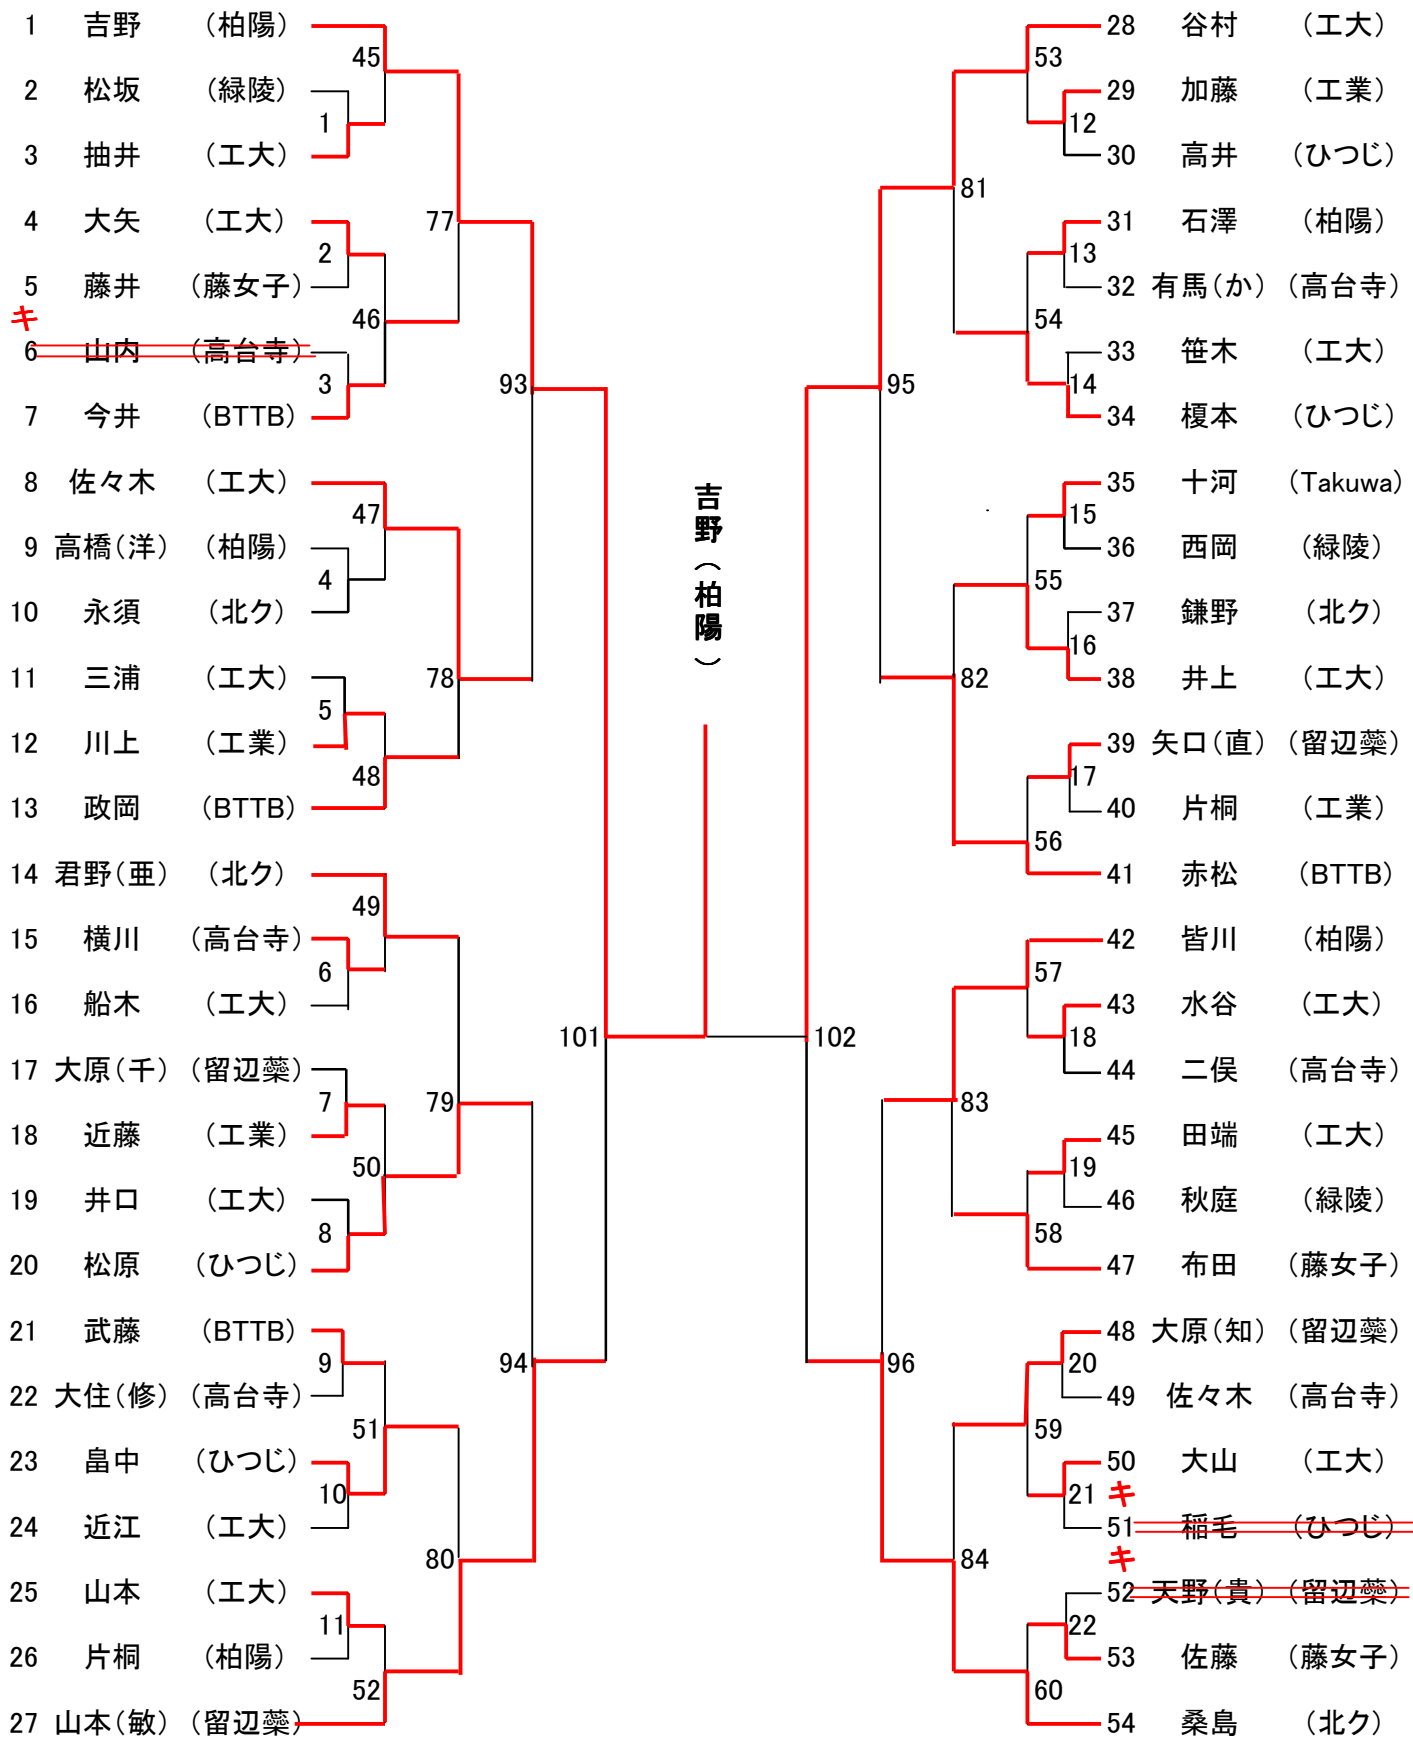 1 吉野 (柏陽)
2 松坂 (緑陵)
3 抽井 (工大)
4 大矢 (工大)
5 藤井 (藤女子)
キ
6 山内 (高台寺)
7 今井 (BTTB)
8 佐々木 (工大)
9 高橋(洋) (柏陽)
10 永須 (北ク)
11 三浦 (工大)
12 川上 (工業)
13 政岡 (BTTB)
14 君野(亜) (北ク)
15 横川 (高台寺)
16 船木 (工大)
17 大原(千) (留辺蘂)
18 近藤 (工業)
19 井口 (工大)
20 松原 (ひつじ)
21 武藤 (BTTB)
22 大住(修) (高台寺)
23 畠中 (ひつじ)
24 近江 (工大)
25 山本 (工大)
26 片桐 (柏陽)
27 山本(敏) (留辺蘂)
1
2
3
4
5
6
7
8
9
10
11
45
46
47
48
49
50
51
52
77
78
79
80
93
94
101
吉野(柏陽)
102
95
96
81
82
83
84
53
54
55
56
57
58
59
60
12
13
14
15
16
17
18
19
20
21
22
28 谷村 (工大)
29 加藤 (工業)
30 高井 (ひつじ)
31 石澤 (柏陽)
32 有馬(か) (高台寺)
33 笹木 (工大)
34 榎本 (ひつじ)
35 十河 (Takuwa)
36 西岡 (緑陵)
37 鎌野 (北ク)
38 井上 (工大)
39 矢口(直) (留辺蘂)
40 片桐 (工業)
41 赤松 (BTTB)
42 皆川 (柏陽)
43 水谷 (工大)
44 二俣 (高台寺)
45 田端 (工大)
46 秋庭 (緑陵)
47 布田 (藤女子)
48 大原(知) (留辺蘂)
49 佐々木 (高台寺)
50 大山 (工大)
キ
51 稲毛 (ひつじ)
キ
52 天野(貴) (留辺蘂)
53 佐藤 (藤女子)
54 桑島 (北ク)